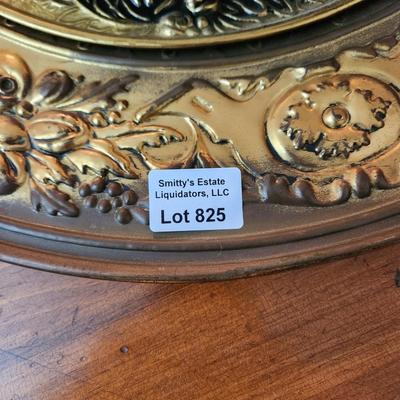 Smitty's Estate
Liquidators, LLC
Lot 825